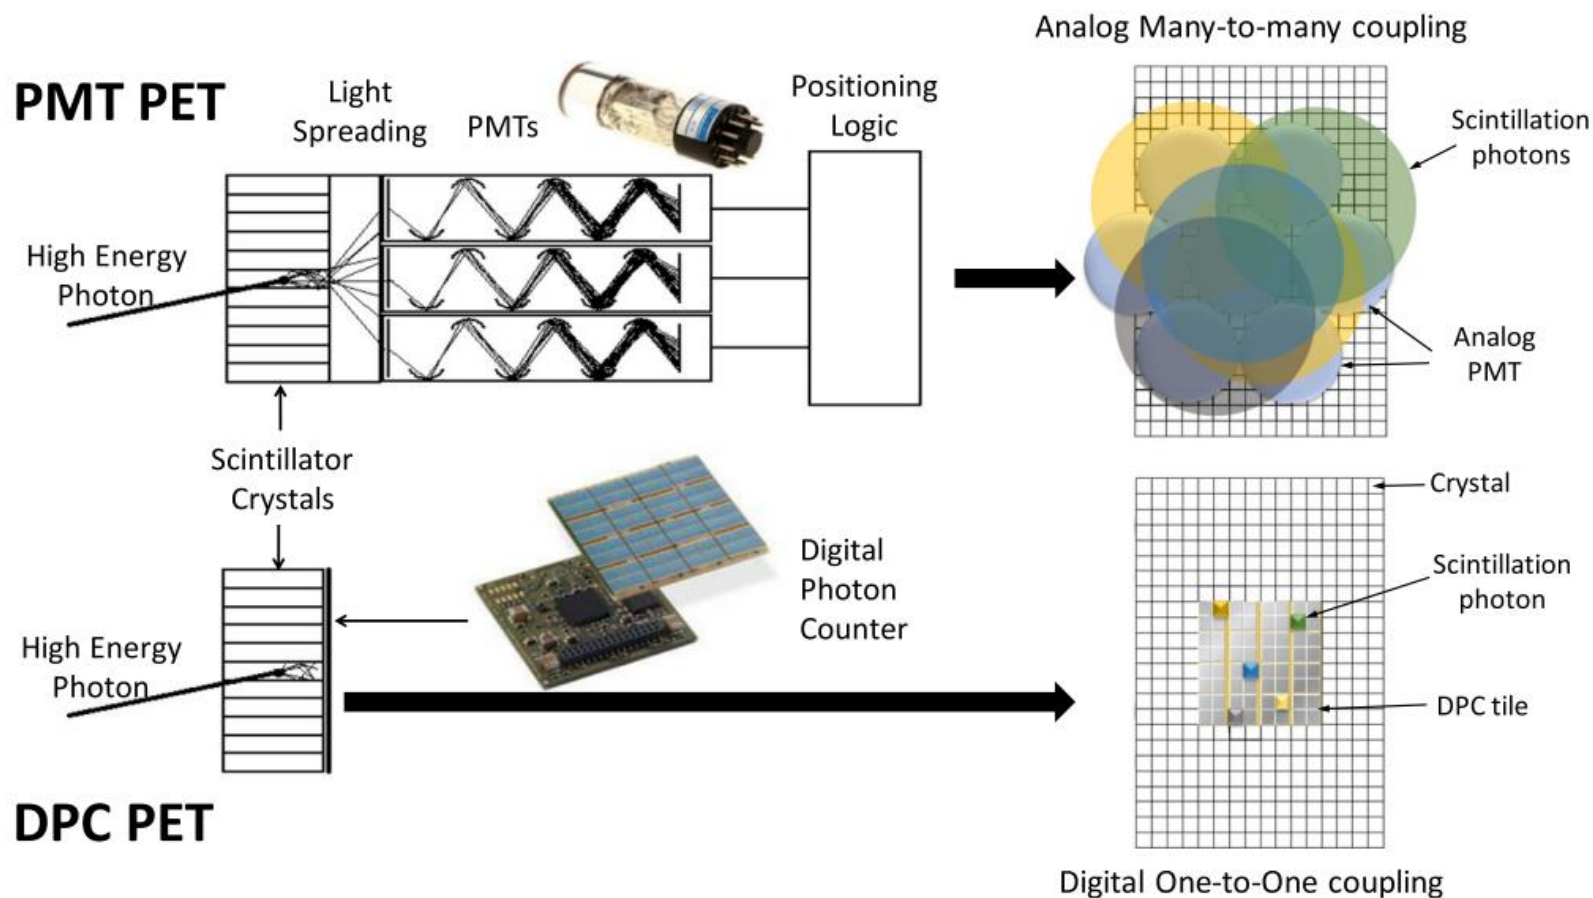 Analog Many-to-many coupling
PMT PET
Light
Spreading
PMTs
Positioning
Logic
Scintillation
photons
High Energy
Photon
Analog
PMT
Scintillator
Crystals
Crystal
Digital
Photon
Counter
Scintillation
photon
High Energy
Photon
DPC tile
DPC PET
Digital One-to-One coupling